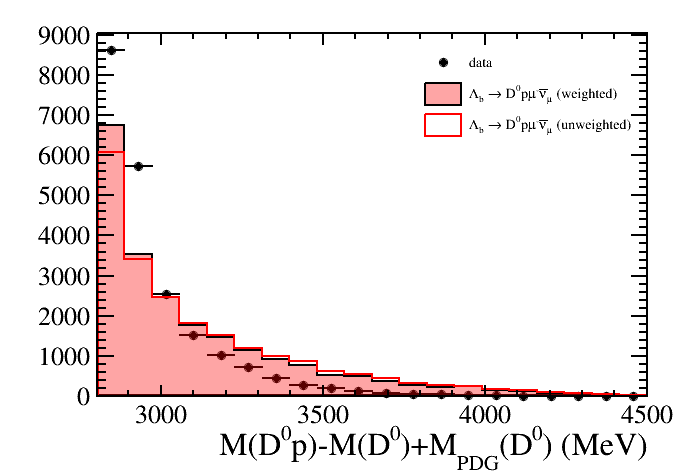 9000
8000
7000
6000
5000
4000
3000
2000
1000
0
data
Λb → D⁰pμ ν̄μ (weighted)
Λb → D⁰pμ ν̄μ (unweighted)
3000 3500 4000 4500
M(D⁰p)-M(D⁰)+M_PDG(D⁰) (MeV)